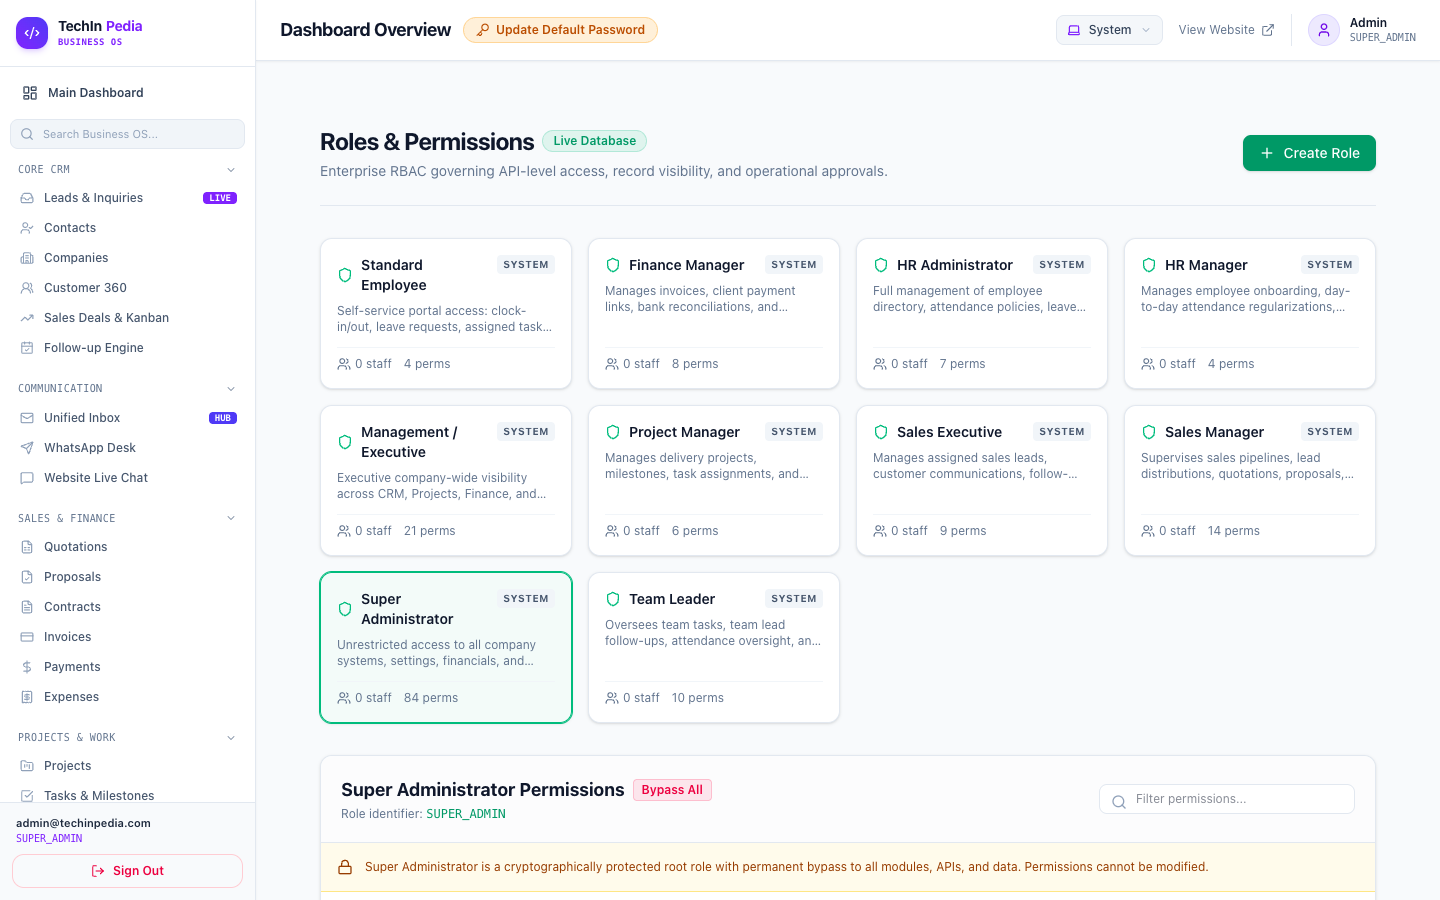 TechIn Pedia
BUSINESS OS
Main Dashboard
Search Business OS...
CORE CRM
Leads & Inquiries LIVE
Contacts
Companies
Customer 360
Sales Deals & Kanban
Follow-up Engine
COMMUNICATION
Unified Inbox HUB
WhatsApp Desk
Website Live Chat
SALES & FINANCE
Quotations
Proposals
Contracts
Invoices
Payments
Expenses
PROJECTS & WORK
Projects
Tasks & Milestones
admin@techinpedia.com
SUPER_ADMIN
Sign Out
Dashboard Overview
Update Default Password
System
View Website
Admin
SUPER_ADMIN
Roles & Permissions Live Database
Enterprise RBAC governing API-level access, record visibility, and operational approvals.
Create Role
Standard
Employee
SYSTEM
Self-service portal access: clock-
in/out, leave requests, assigned task...
0 staff 4 perms
Finance Manager SYSTEM
Manages invoices, client payment
links, bank reconciliations, and...
0 staff 8 perms
HR Administrator SYSTEM
Full management of employee
directory, attendance policies, leave...
0 staff 7 perms
HR Manager SYSTEM
Manages employee onboarding, day-
to-day attendance regularizations,...
0 staff 4 perms
Management /
Executive
SYSTEM
Executive company-wide visibility
across CRM, Projects, Finance, and...
0 staff 21 perms
Project Manager SYSTEM
Manages delivery projects,
milestones, task assignments, and...
0 staff 6 perms
Sales Executive SYSTEM
Manages assigned sales leads,
customer communications, follow-...
0 staff 9 perms
Sales Manager SYSTEM
Supervises sales pipelines, lead
distributions, quotations, proposals,...
0 staff 14 perms
Super
Administrator
SYSTEM
Unrestricted access to all company
systems, settings, financials, and...
0 staff 84 perms
Team Leader SYSTEM
Oversees team tasks, team lead
follow-ups, attendance oversight, an...
0 staff 10 perms
Super Administrator Permissions Bypass All
Role identifier: SUPER_ADMIN
Filter permissions...
Super Administrator is a cryptographically protected root role with permanent bypass to all modules, APIs, and data. Permissions cannot be modified.